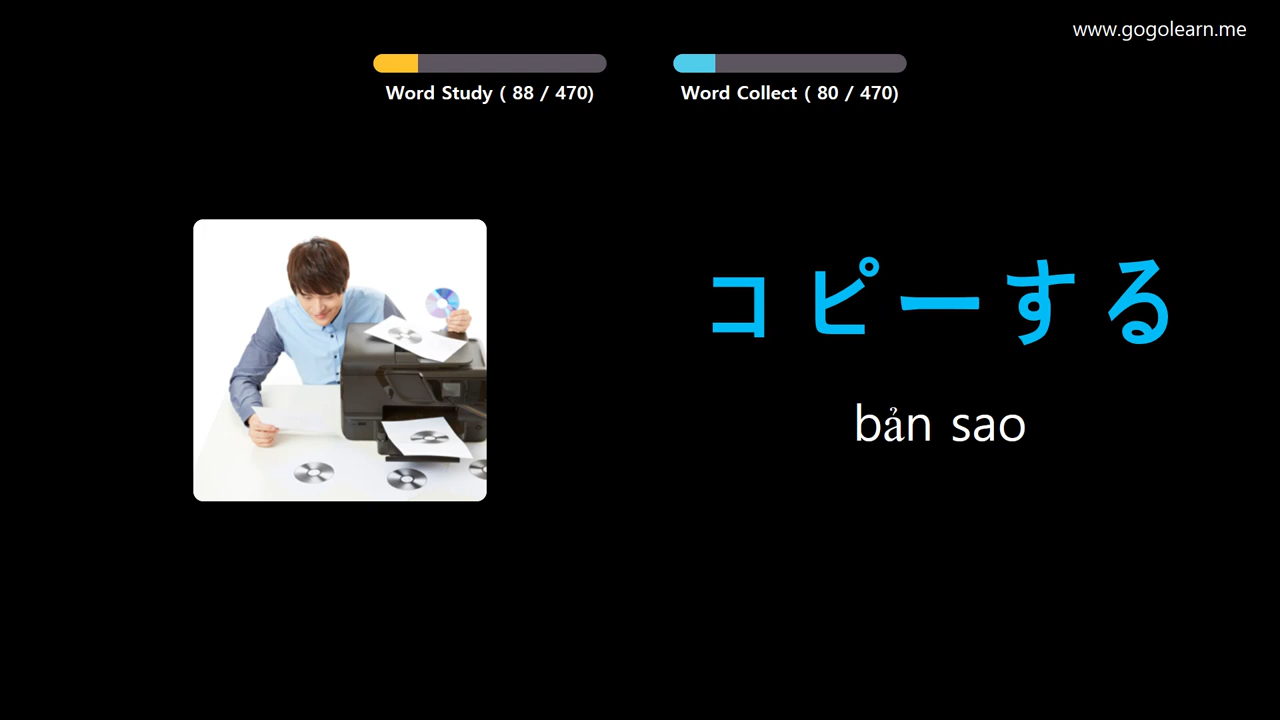 www.gogolearn.me
Word Study ( 88 / 470)
Word Collect ( 80 / 470)
コピーする
bản sao